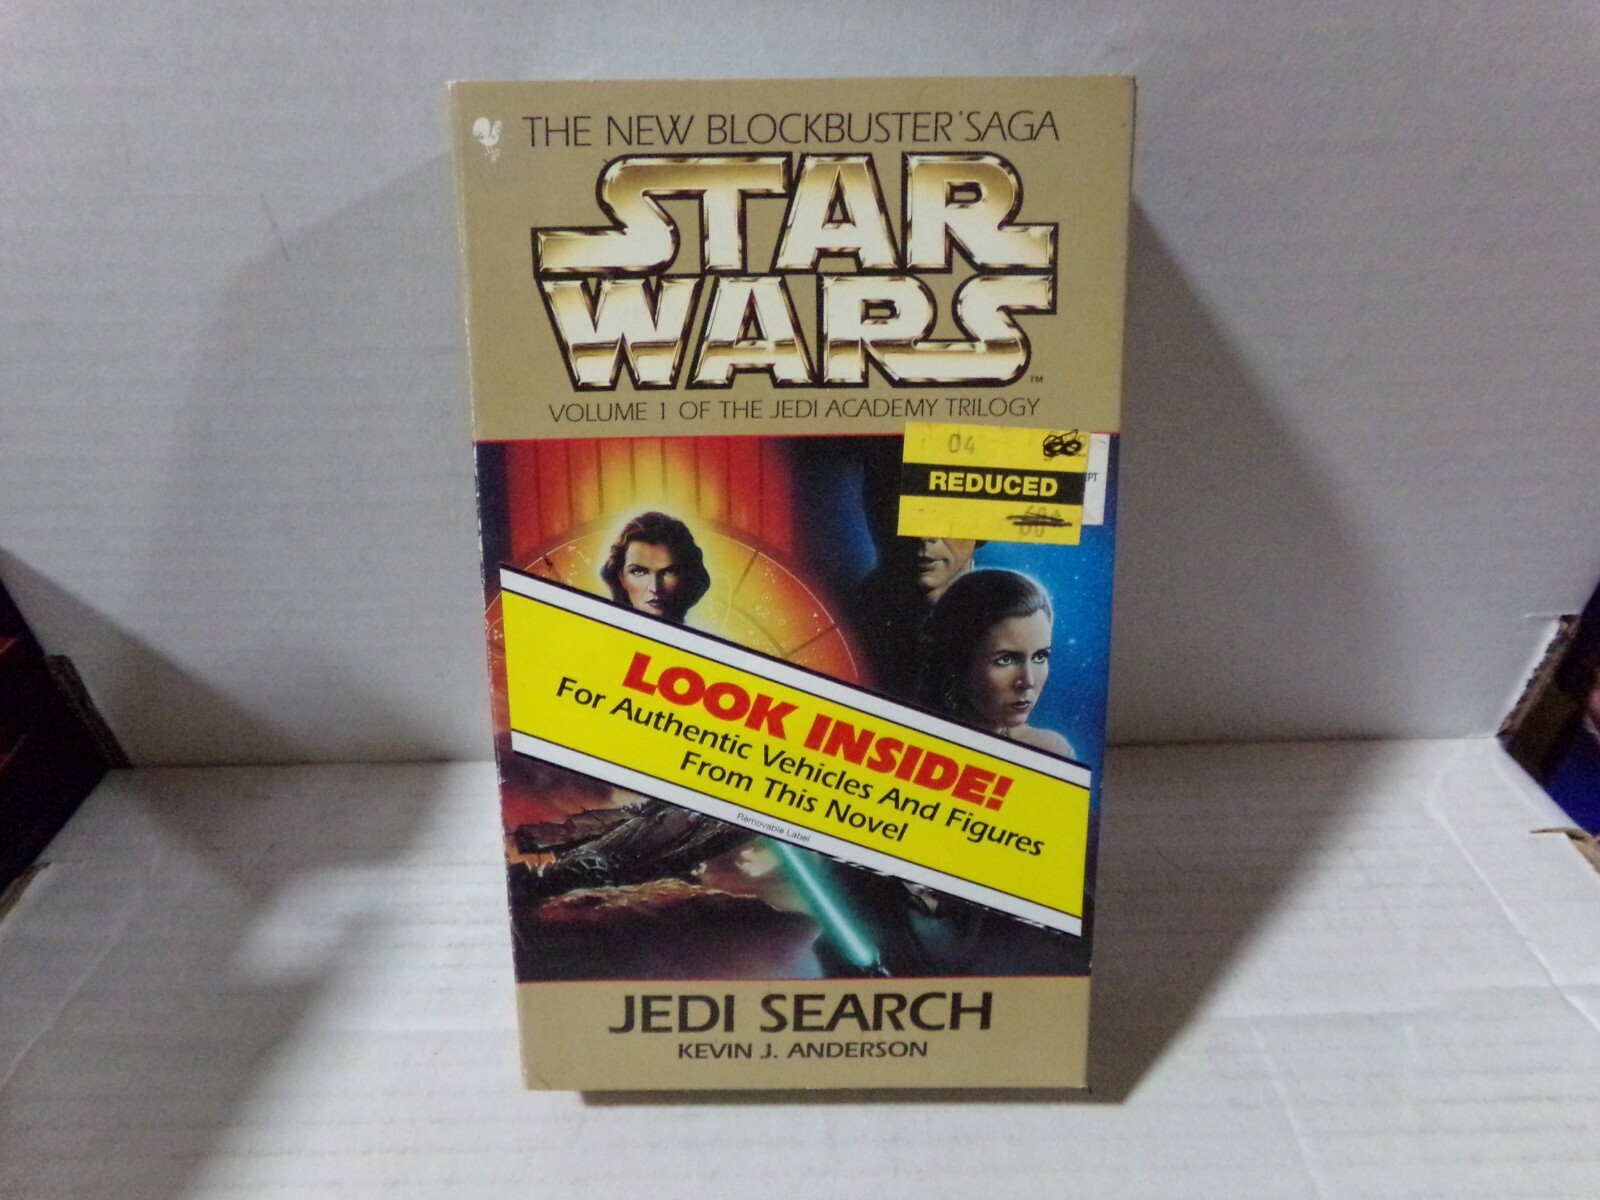 THE NEW BLOCKBUSTER SAGA
STAR
WARS
TM
VOLUME 1 OF THE JEDI ACADEMY TRILOGY
04
REDUCED
LOOK INSIDE!
For Authentic Vehicles And Figures
From This Novel
Removable Label
JEDI SEARCH
KEVIN J. ANDERSON